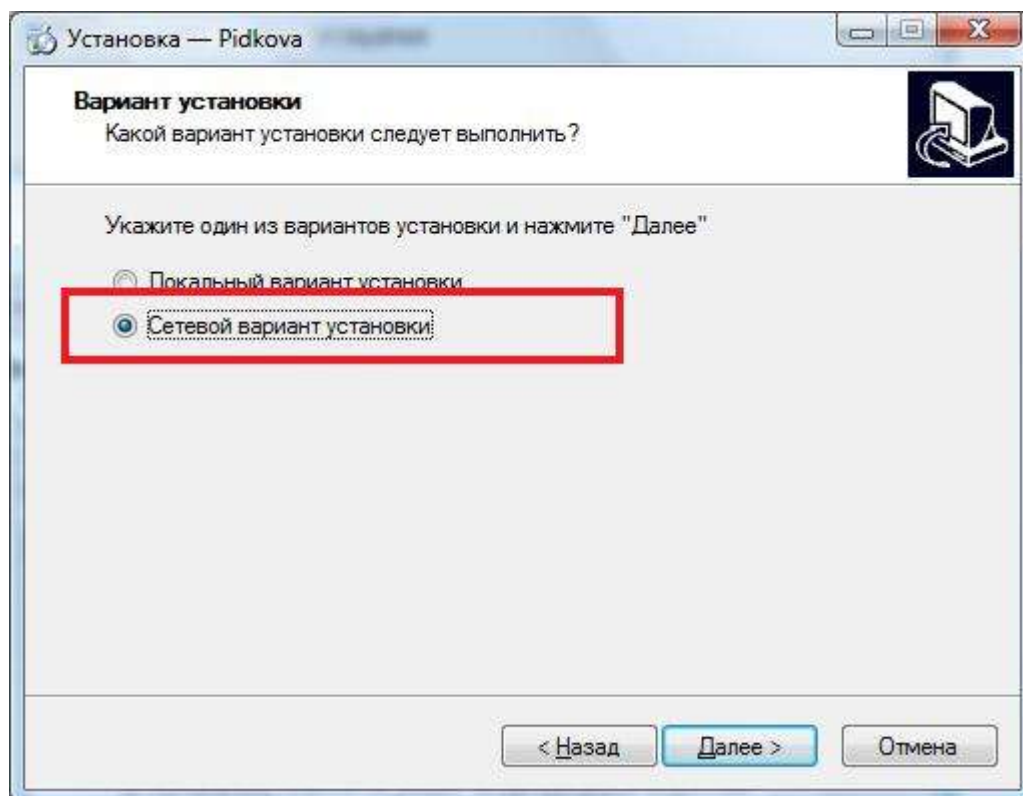 Установка — Pidkova
Вариант установки
Какой вариант установки следует выполнить?
Укажите один из вариантов установки и нажмите "Далее"
Локальный вариант установки
Сетевой вариант установки
< Назад Далее > Отмена